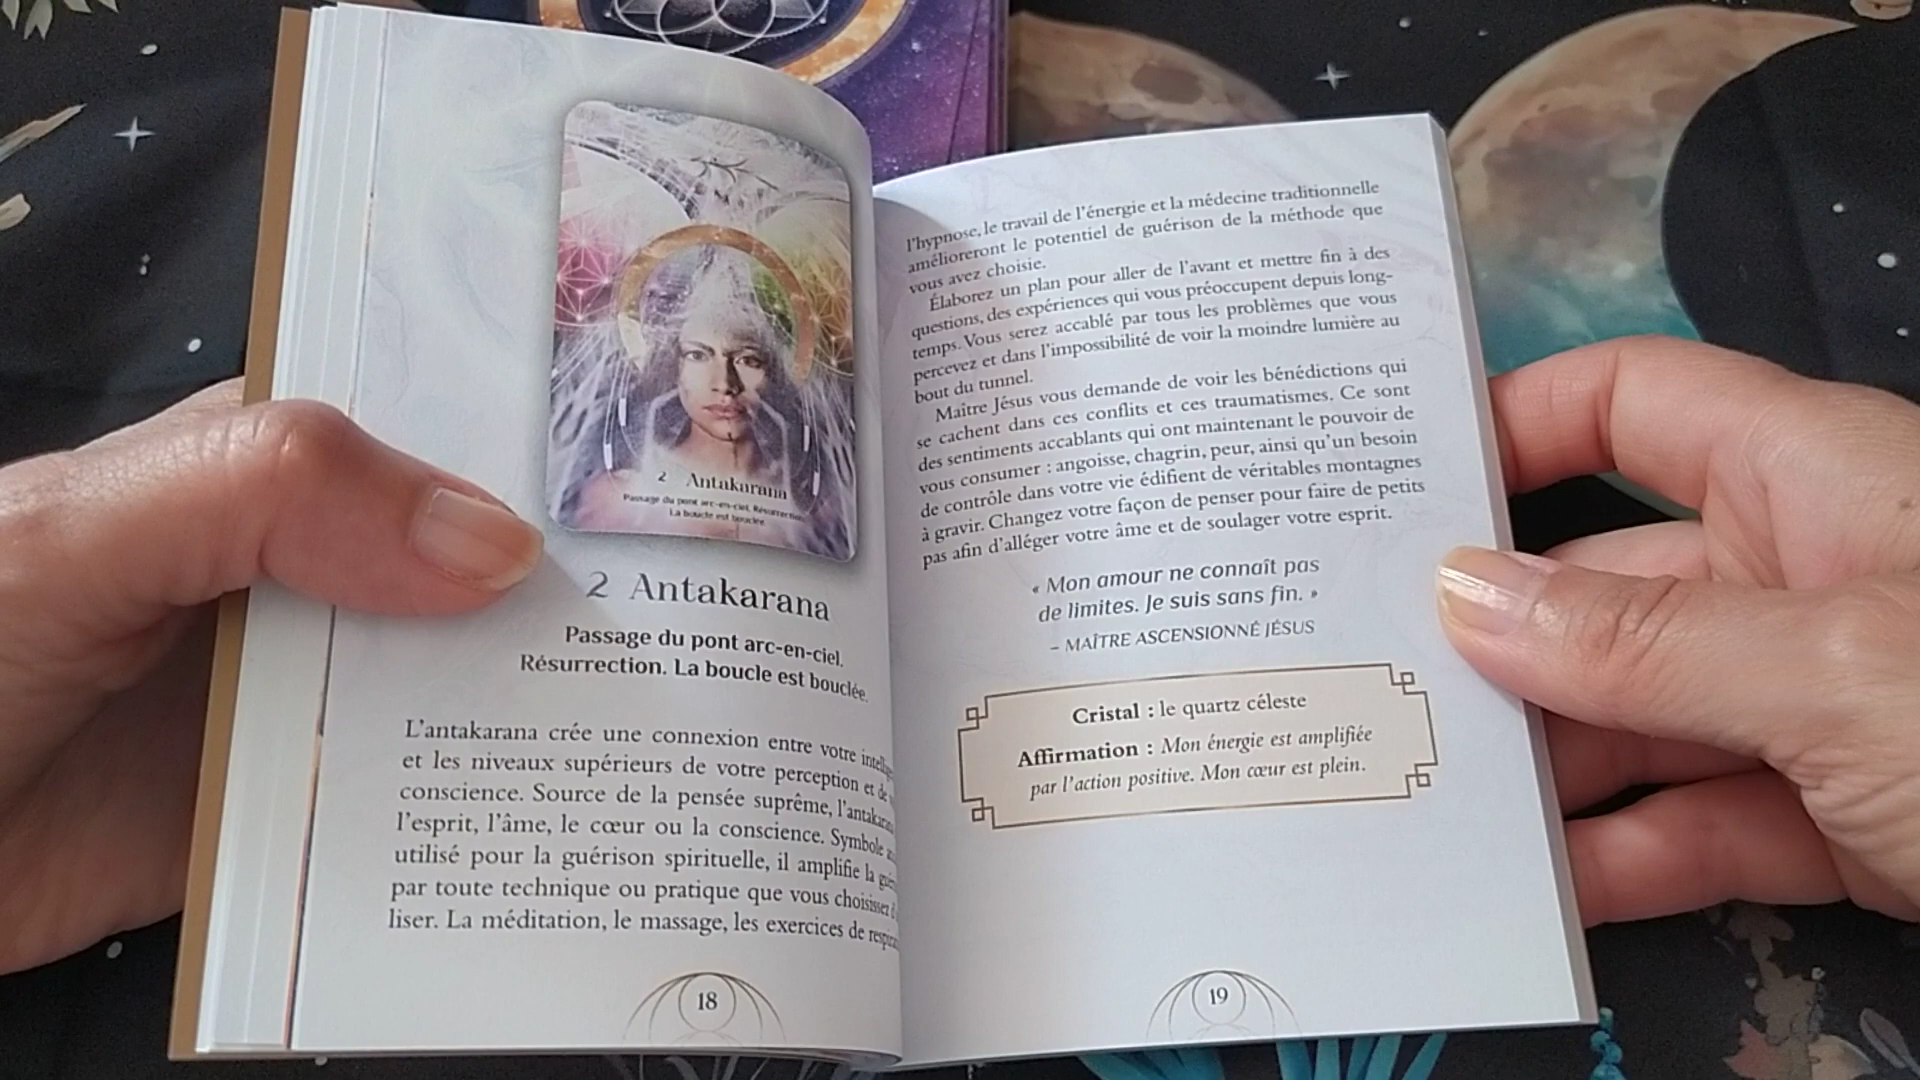 2 Antakarana
Passage du pont arc-en-ciel. Résurrection.
La boucle est bouclée.
2 Antakarana
Passage du pont arc-en-ciel.
Résurrection. La boucle est bouclée.
L'antakarana crée une connexion entre votre
et les niveaux supérieurs de votre perception et de
conscience. Source de la pensée suprême,
l'esprit, l'âme, le cœur ou la conscience. Symbole
utilisé pour la guérison spirituelle, il amplifie la
par toute technique ou pratique que vous choisissez
liser. La méditation, le massage, les exercices de
18
l'hypnose, le travail de l'énergie et la médecine traditionnelle
amélioreront le potentiel de guérison de la méthode que
vous avez choisie.
Élaborez un plan pour aller de l'avant et mettre fin à des
questions, des expériences qui vous préoccupent depuis long-
temps. Vous serez accablé par tous les problèmes que vous
percevez et dans l'impossibilité de voir la moindre lumière au
bout du tunnel.
Maître Jésus vous demande de voir les bénédictions qui
se cachent dans ces conflits et ces traumatismes. Ce sont
des sentiments accablants qui ont maintenant le pouvoir de
vous consumer : angoisse, chagrin, peur, ainsi qu'un besoin
de contrôle dans votre vie édifient de véritables montagnes
à gravir. Changez votre façon de penser pour faire de petits
pas afin d'alléger votre âme et de soulager votre esprit.
« Mon amour ne connaît pas
de limites. Je suis sans fin. »
– MAÎTRE ASCENSIONNÉ JÉSUS
Cristal : le quartz céleste
Affirmation : Mon énergie est amplifiée
par l'action positive. Mon cœur est plein.
19